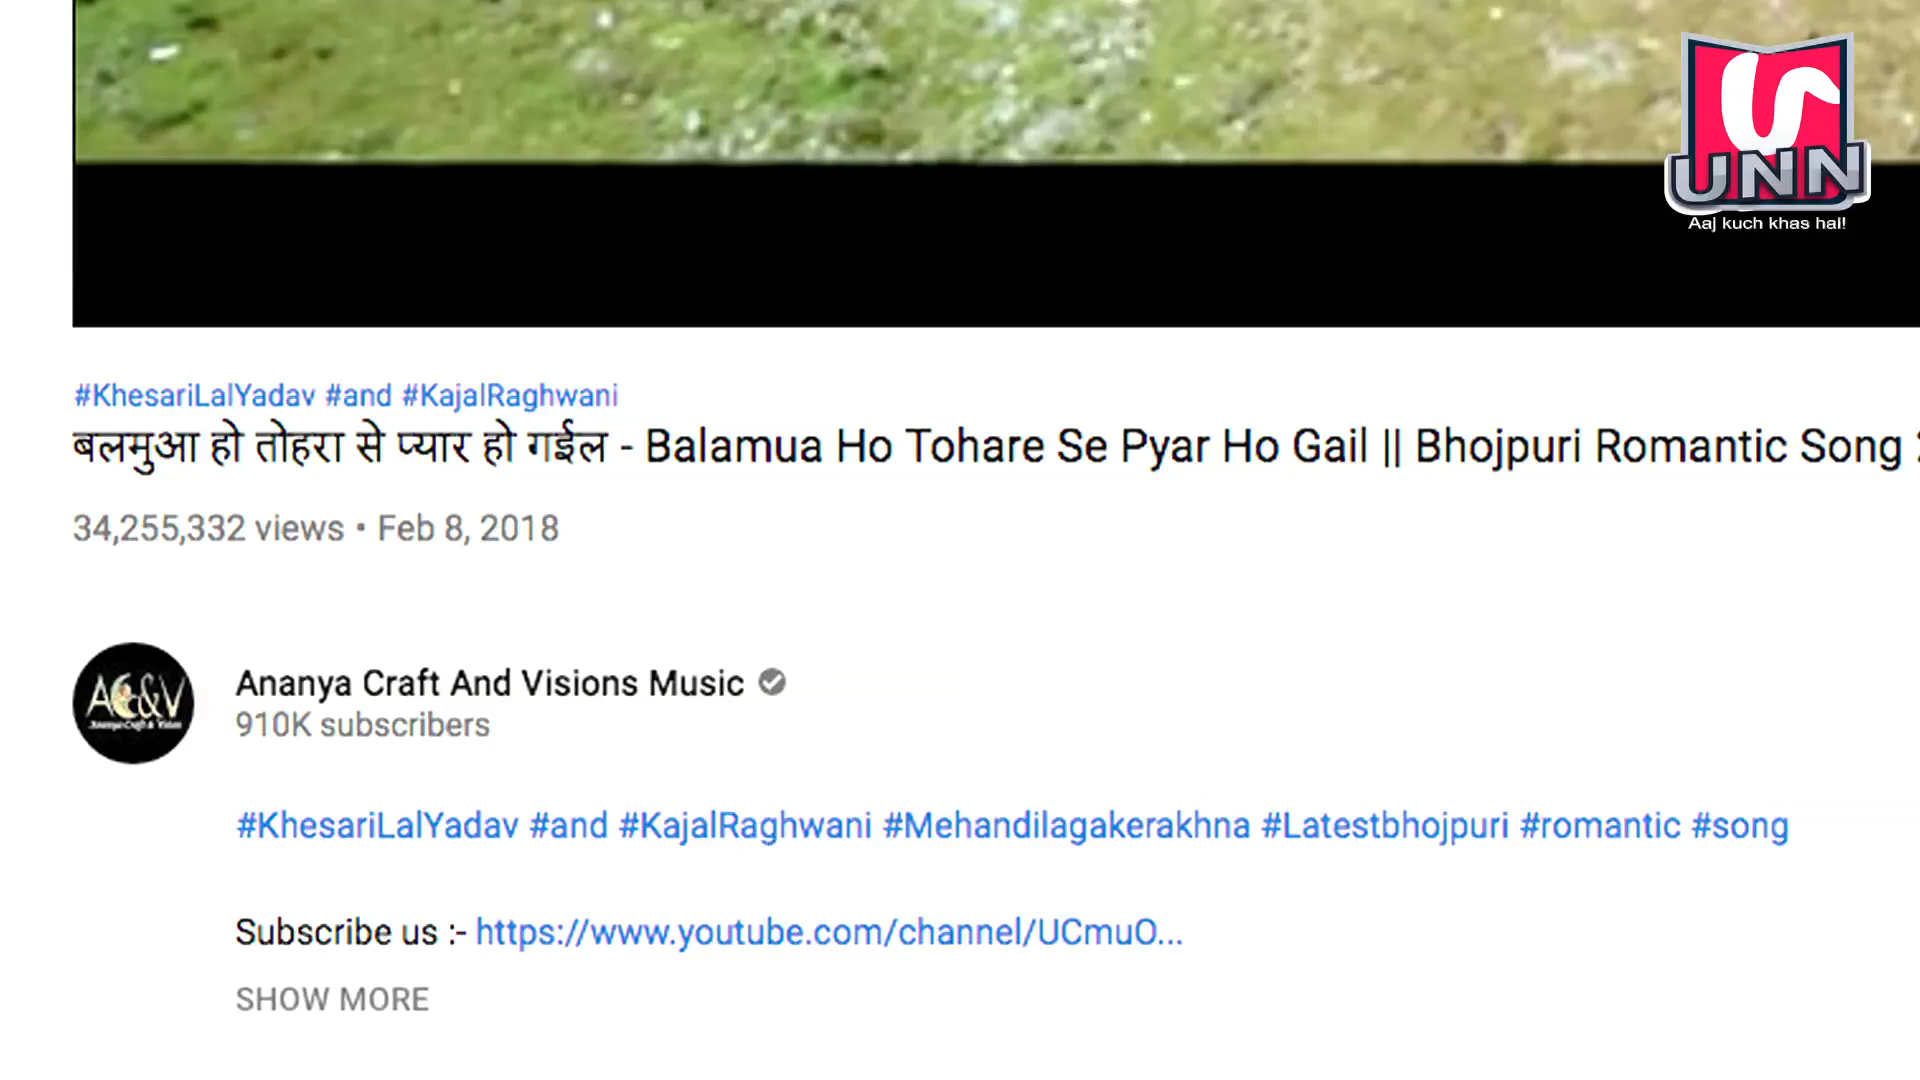 UNN
Aaj kuch khas hai!
#KhesariLalYadav #and #KajalRaghwani
बलमुआ हो तोहरा से प्यार हो गईल - Balamua Ho Tohare Se Pyar Ho Gail || Bhojpuri Romantic Song
34,255,332 views • Feb 8, 2018
AC&V
Ananya Craft And Visions Music
910K subscribers
#KhesariLalYadav #and #KajalRaghwani #Mehandilagakerakhna #Latestbhojpuri #romantic #song
Subscribe us :- https://www.youtube.com/channel/UCmuO...
SHOW MORE